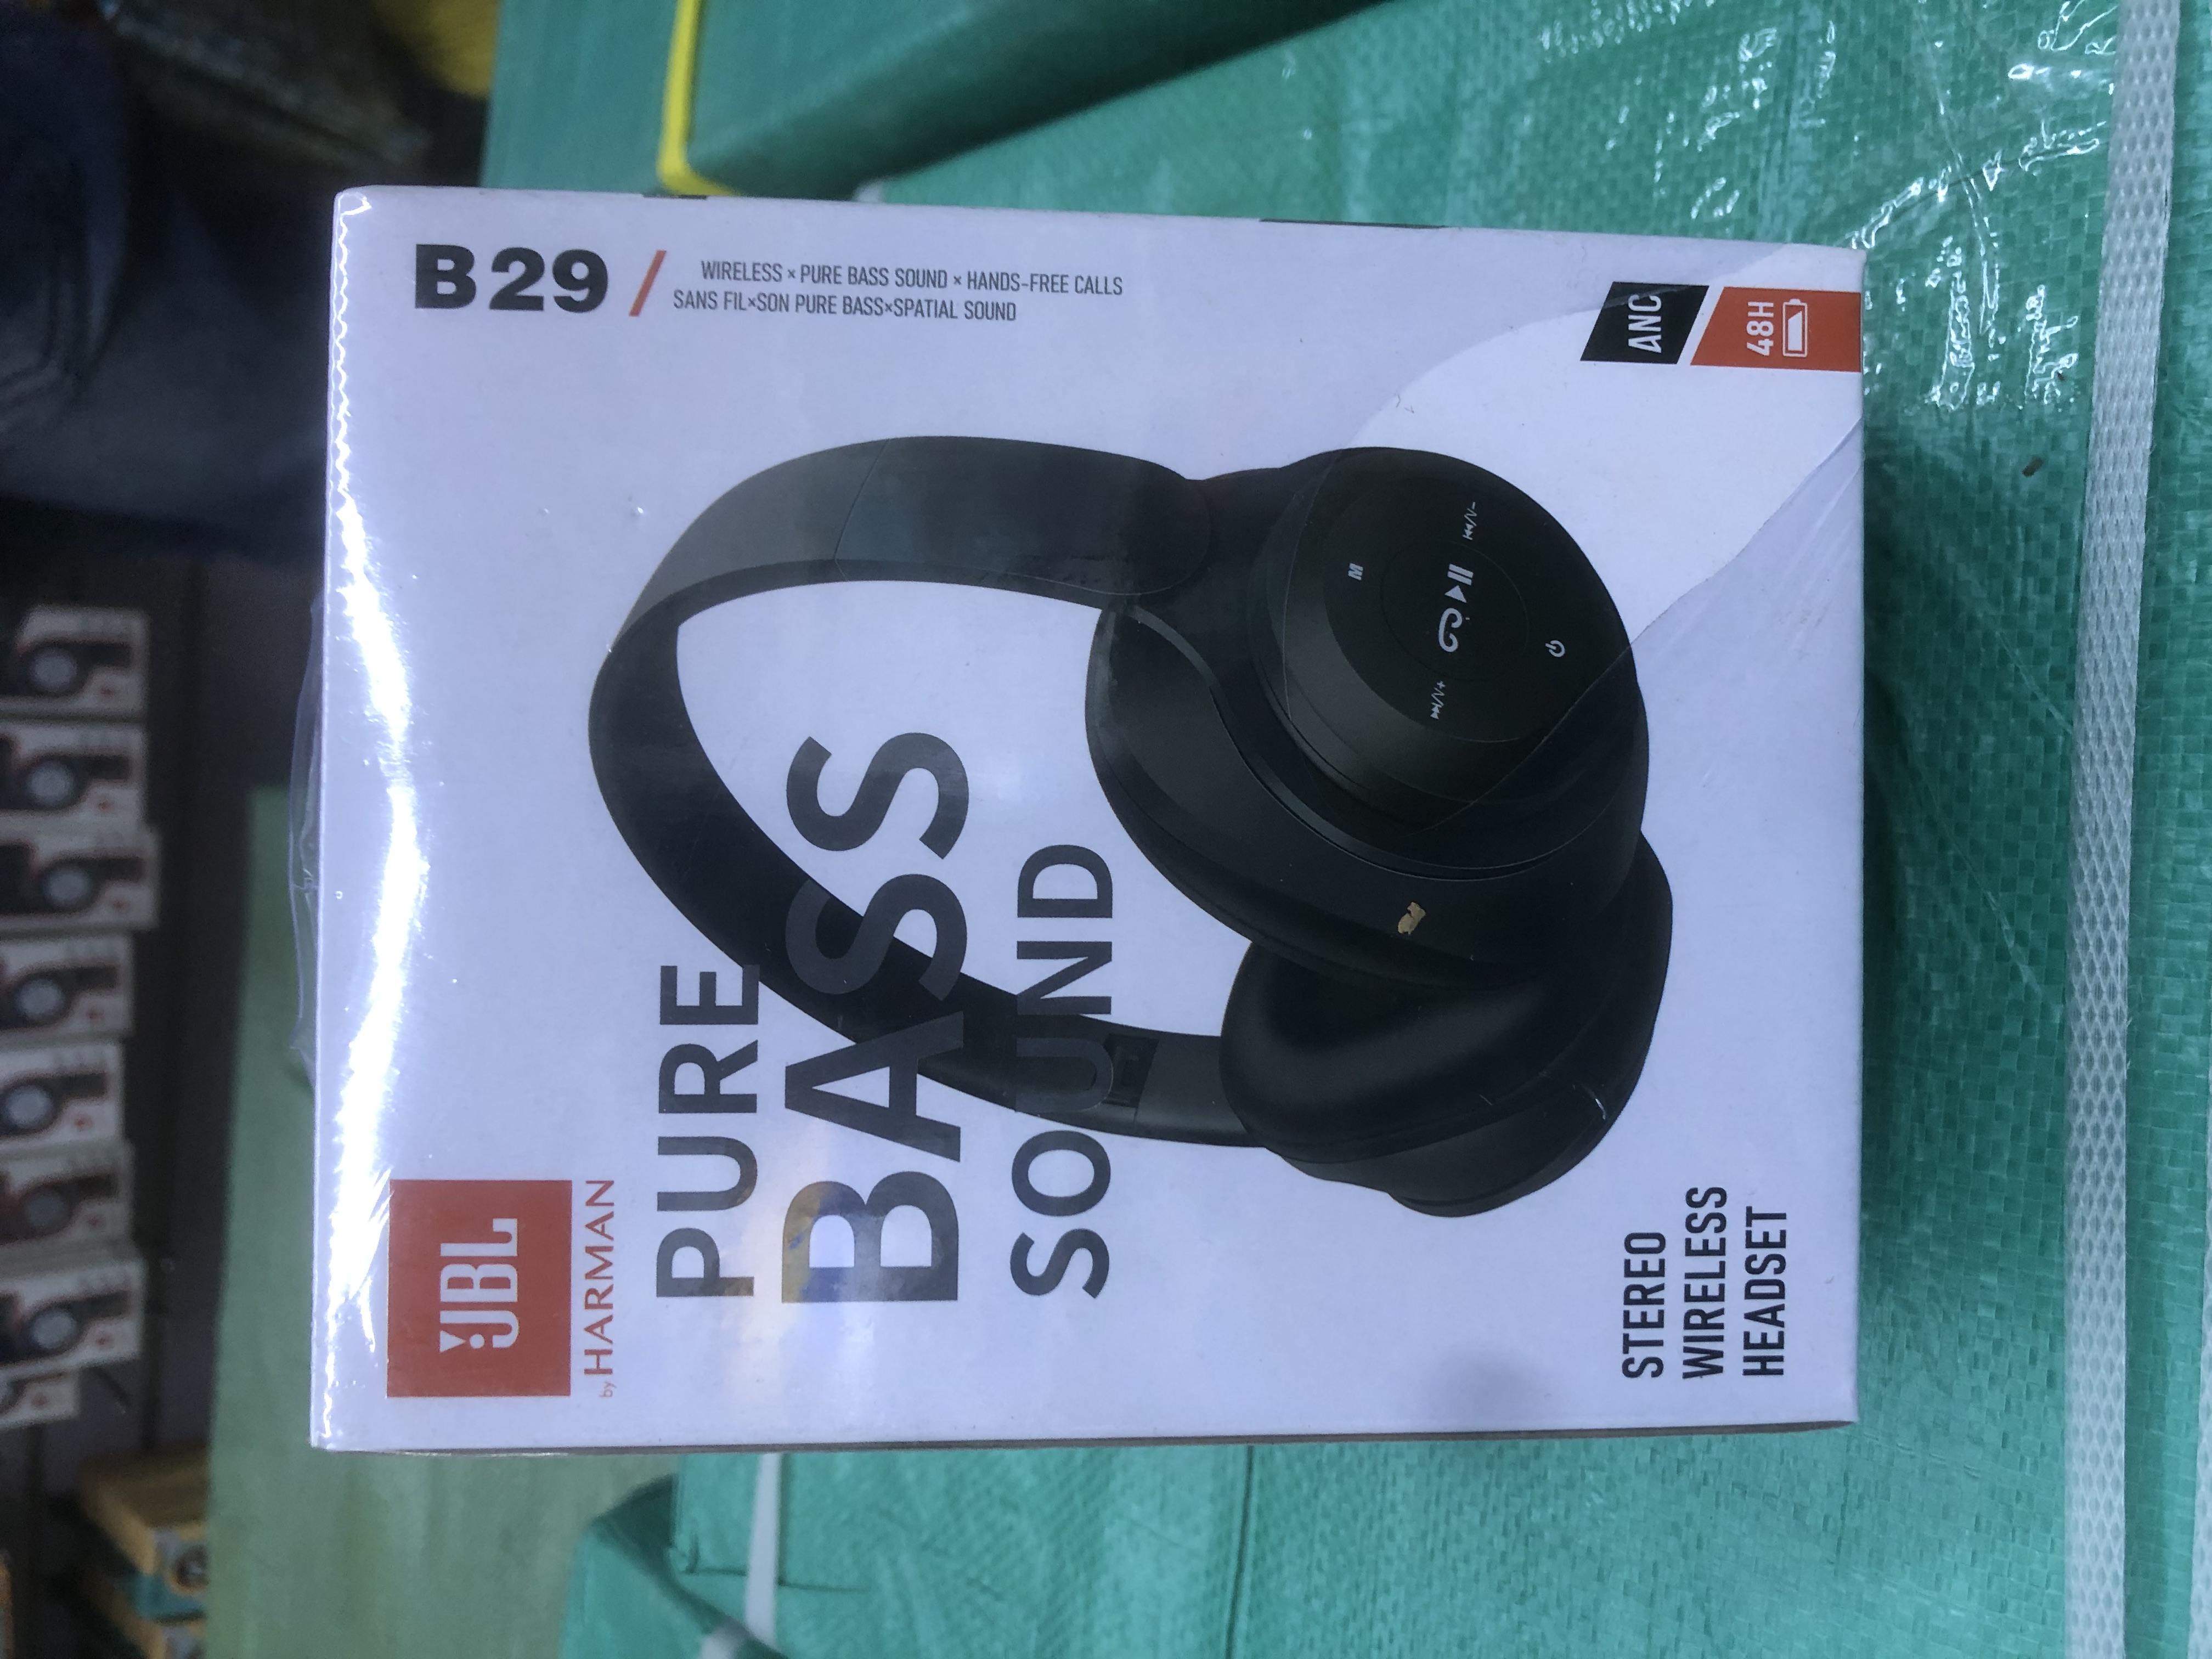 JBL
by HARMAN
B29 /
WIRELESS × PURE BASS SOUND × HANDS-FREE CALLS
SANS FIL×SON PURE BASS×SPATIAL SOUND
PURE
BASS
SOUND
M
V+
V-
STEREO
WIRELESS
HEADSET
ANC
48H